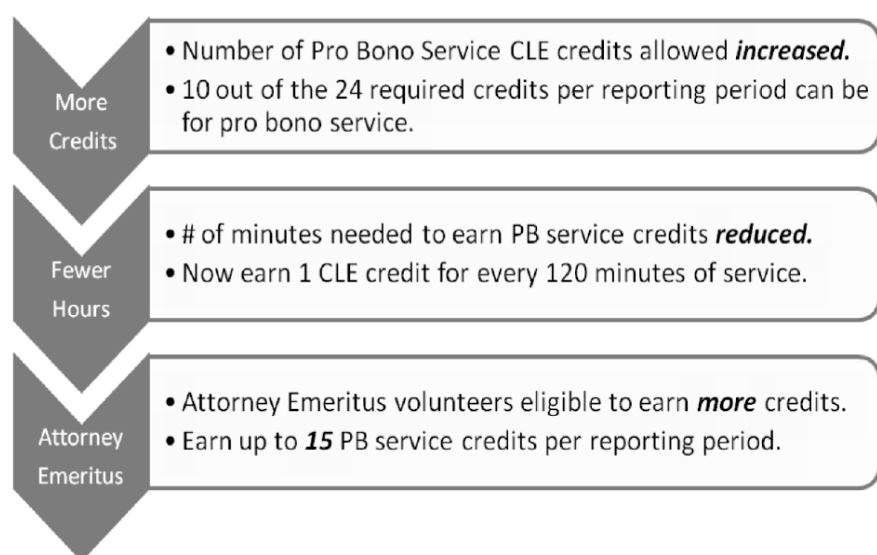 More
Credits
• Number of Pro Bono Service CLE credits allowed increased.
• 10 out of the 24 required credits per reporting period can be
for pro bono service.
Fewer
Hours
• # of minutes needed to earn PB service credits reduced.
• Now earn 1 CLE credit for every 120 minutes of service.
Attorney
Emeritus
• Attorney Emeritus volunteers eligible to earn more credits.
• Earn up to 15 PB service credits per reporting period.